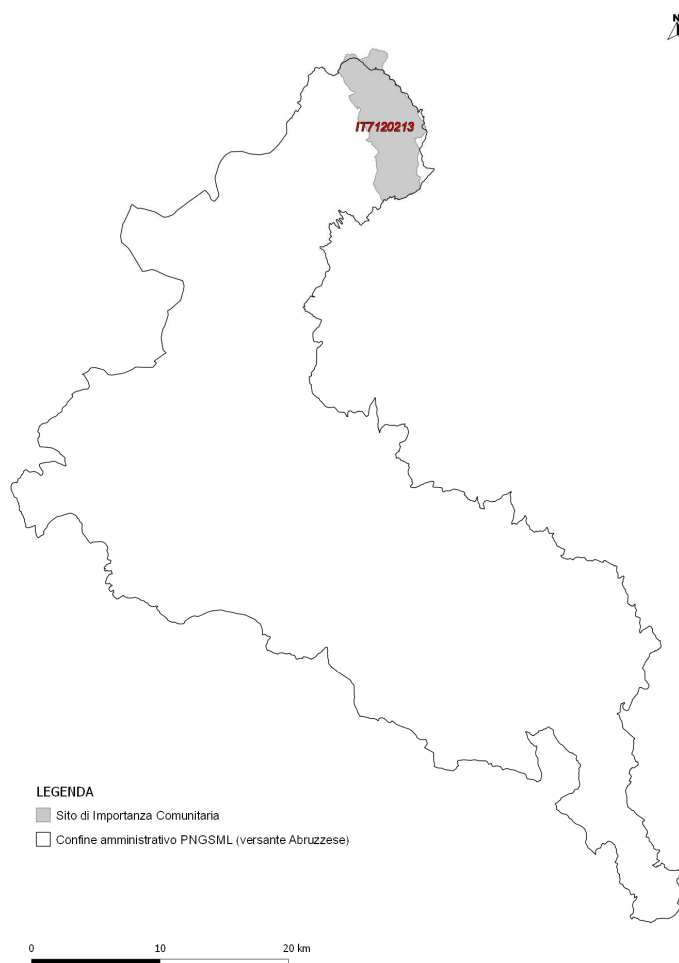 N
IT7120213
LEGENDA
Sito di Importanza Comunitaria
Confine amministrativo PNGSML (versante Abruzzese)
0 10 20 km